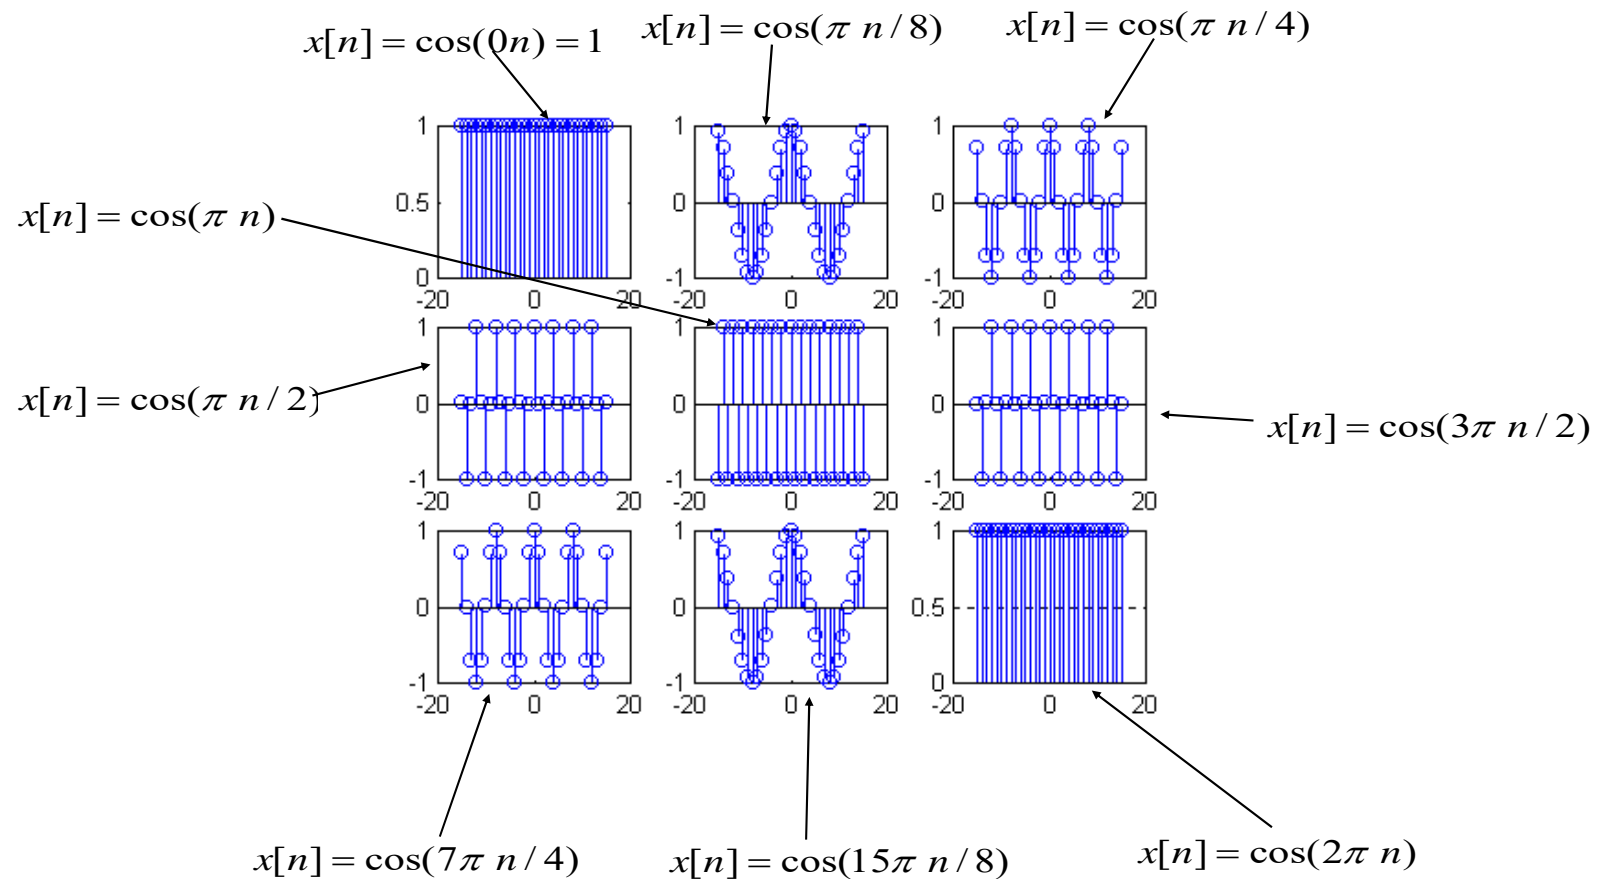 x[n] = cos(0n) = 1
x[n] = cos(π n/8)
x[n] = cos(π n/4)
1
0.5
0
-20 0 20
1
0
-1
-20 0 20
1
0
-1
-20 0 20
x[n] = cos(π n)
x[n] = cos(π n/2)
1
0
-1
-20 0 20
1
0
-1
-20 0 20
1
0
-1
-20 0 20
x[n] = cos(3π n/2)
1
0
-1
-20 0 20
1
0
-1
-20 0 20
1
0.5
0
-20 0 20
x[n] = cos(7π n/4)
x[n] = cos(15π n/8)
x[n] = cos(2π n)